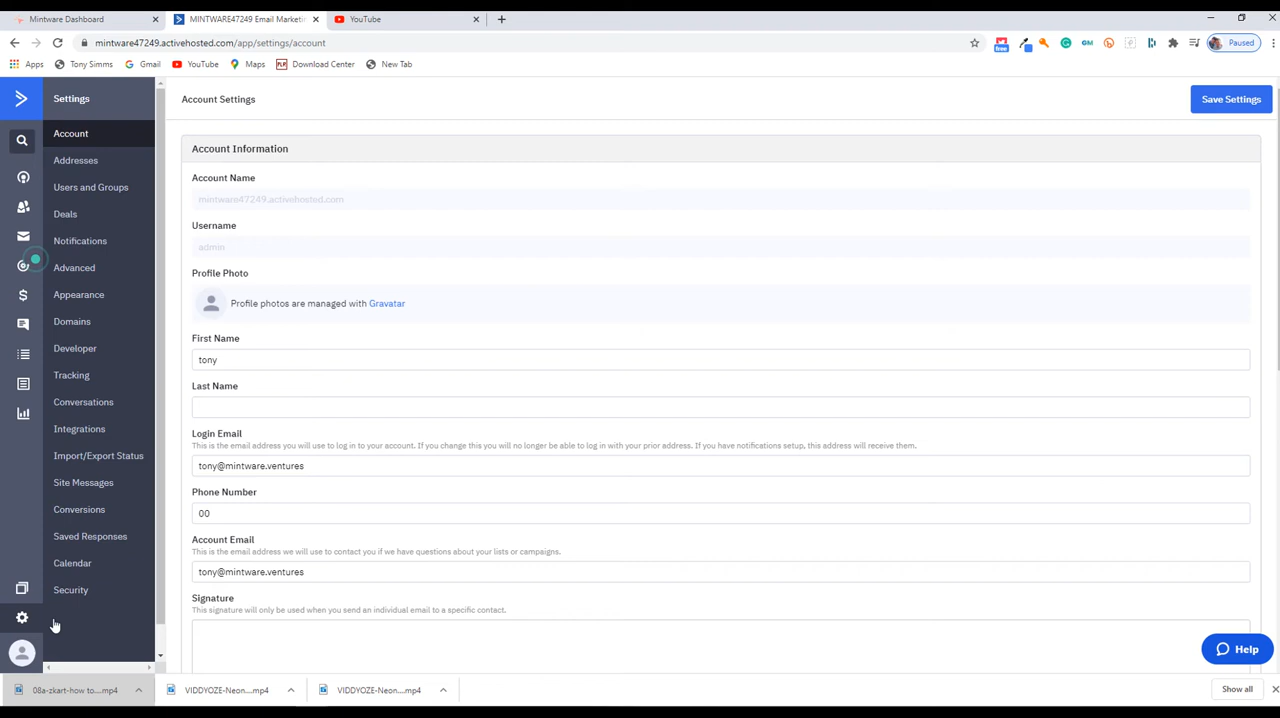 Mintware Dashboard
MINTWARE47249 Email Marketin
YouTube
mintware47249.activehosted.com/app/settings/account
free
GM
Paused
Apps
Tony Simms
Gmail
YouTube
Maps
Download Center
New Tab
Settings
Account
Addresses
Users and Groups
Deals
Notifications
Advanced
Appearance
Domains
Developer
Tracking
Conversations
Integrations
Import/Export Status
Site Messages
Conversions
Saved Responses
Calendar
Security
Account Settings
Save Settings
Account Information
Account Name
mintware47249.activehosted.com
Username
admin
Profile Photo
Profile photos are managed with Gravatar
First Name
tony
Last Name
Login Email
This is the email address you will use to log in to your account. If you change this you will no longer be able to log in with your prior address. If you have notifications setup, this address will receive them.
tony@mintware.ventures
Phone Number
00
Account Email
This is the email address we will use to contact you if we have questions about your lists or campaigns.
tony@mintware.ventures
Signature
This signature will only be used when you send an individual email to a specific contact.
Help
08a-zkart-how to....mp4
VIDDYOZE-Neon....mp4
VIDDYOZE-Neon....mp4
Show all